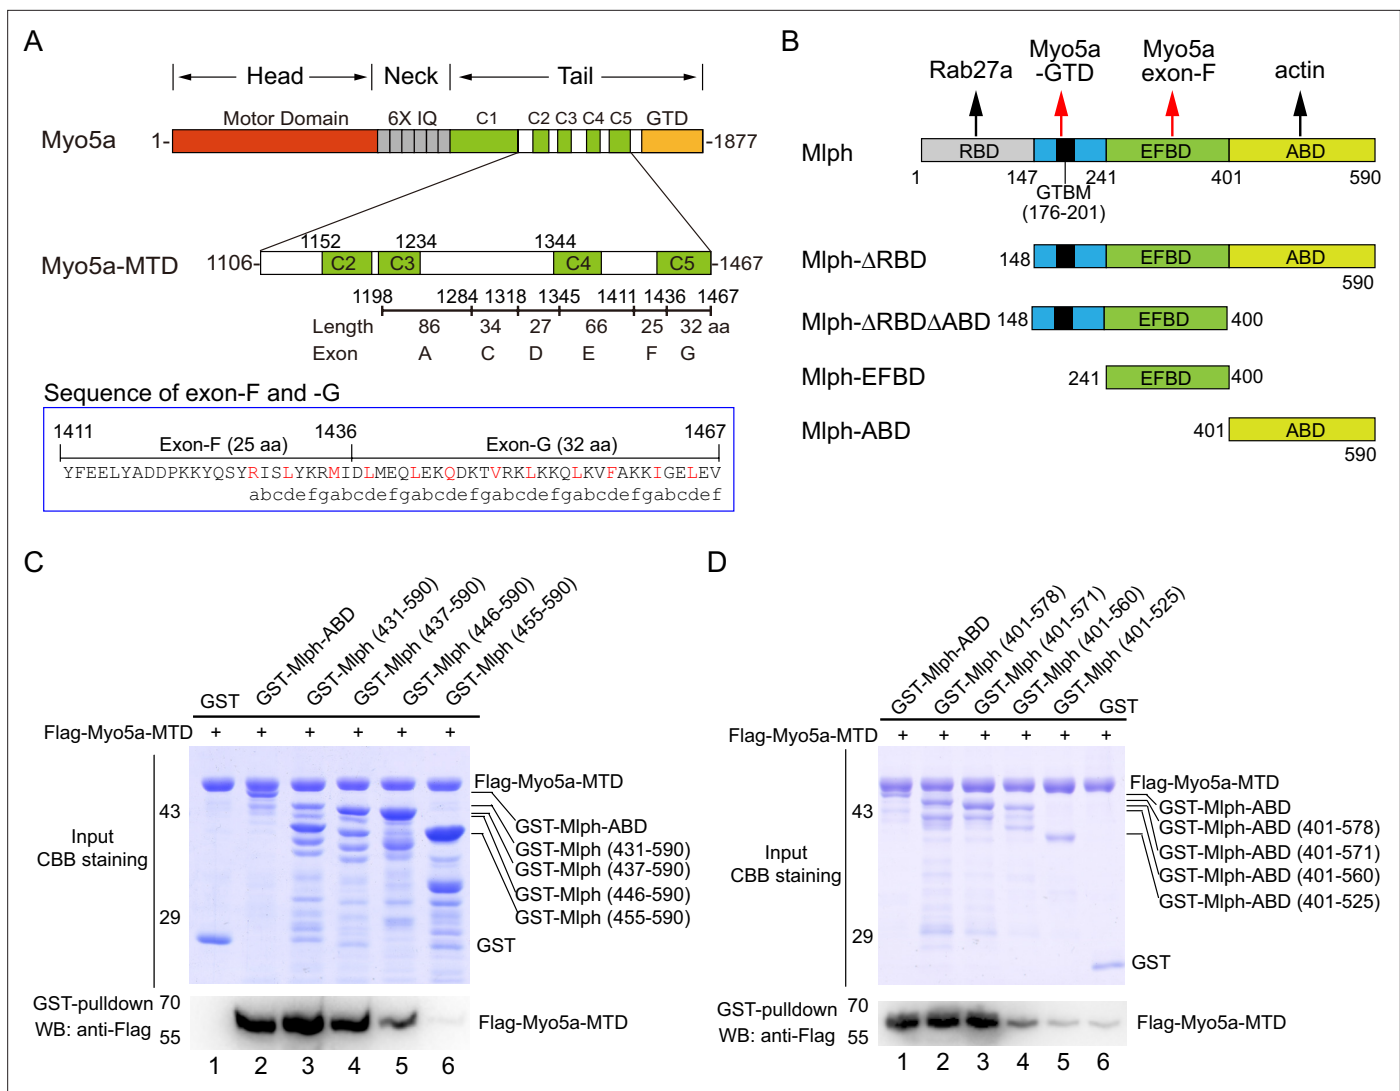 A
Head Neck Tail
Motor Domain 6X IQ C1 C2 C3 C4 C5 GTD
Myo5a 1- -1877
1152 1234 1344
Myo5a-MTD 1106- C2 C3 C4 C5 -1467
1198 1284 1318 1345 1411 1436 1467
Length 86 34 27 66 25 32 aa
Exon A C D E F G
Sequence of exon-F and -G
1411 1436 1467
Exon-F (25 aa) Exon-G (32 aa)
YFEELYADDPKKYQSYRISLYKRMIDLMEQLEKQDKTVRKLKKQLKVFAKKIGELEV
abcdefgabcdefgabcdefgabcdefgabcdefgabcdef
B
Rab27a Myo5a -GTD Myo5a exon-F actin
Mlph RBD EFBD ABD
1 147 241 401 590
GTBM
(176-201)
Mlph-ΔRBD 148 EFBD ABD
590
Mlph-ΔRBDΔABD 148 EFBD 400
Mlph-EFBD 241 EFBD 400
Mlph-ABD 401 ABD
590
C
GST
GST-Mlph-ABD
GST-Mlph (431-590)
GST-Mlph (437-590)
GST-Mlph (446-590)
GST-Mlph (455-590)
Flag-Myo5a-MTD + + + + + +
Input
CBB staining
43
29
Flag-Myo5a-MTD
GST-Mlph-ABD
GST-Mlph (431-590)
GST-Mlph (437-590)
GST-Mlph (446-590)
GST-Mlph (455-590)
GST
GST-pulldown
WB: anti-Flag
70
55
Flag-Myo5a-MTD
1 2 3 4 5 6
D
GST-Mlph-ABD
GST-Mlph (401-578)
GST-Mlph (401-571)
GST-Mlph (401-560)
GST-Mlph (401-525)
GST
Flag-Myo5a-MTD + + + + + +
Input
CBB staining
43
29
Flag-Myo5a-MTD
GST-Mlph-ABD
GST-Mlph-ABD (401-578)
GST-Mlph-ABD (401-571)
GST-Mlph-ABD (401-560)
GST-Mlph-ABD (401-525)
GST
GST-pulldown
WB: anti-Flag
70
55
Flag-Myo5a-MTD
1 2 3 4 5 6